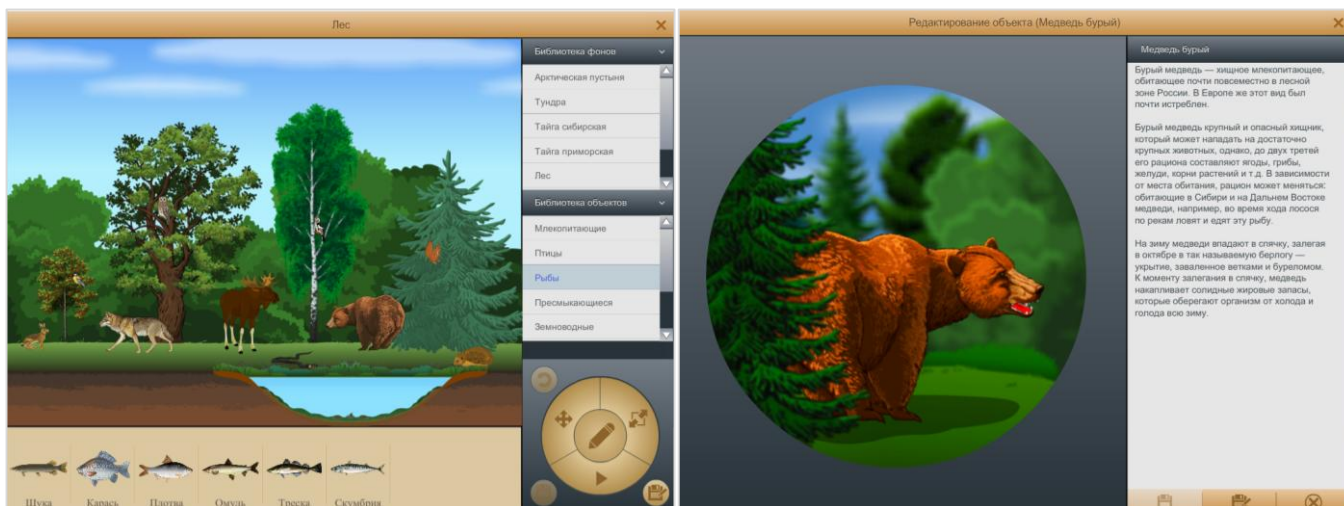 Лес
Библиотека фонов
Арктическая пустыня
Тундра
Тайга сибирская
Тайга приморская
Лес
Библиотека объектов
Млекопитающие
Птицы
Рыбы
Пресмыкающиеся
Земноводные
Щука
Карась
Плотва
Омуль
Треска
Скумбрия
Редактирование объекта (Медведь бурый)
Медведь бурый
Бурый медведь — хищное млекопитающее,
обитающее почти повсеместно в лесной
зоне России. В Европе же этот вид был
почти истреблен.
Бурый медведь крупный и опасный хищник,
который может нападать на достаточно
крупных животных, однако, до двух третей
его рациона составляют ягоды, грибы,
желуди, корни растений и т.д. В зависимости
от места обитания, рацион может меняться:
обитающие в Сибири и на Дальнем Востоке
медведи, например, во время хода лосося
по рекам ловят и едят эту рыбу.
На зиму медведи впадают в спячку, залегая
в октябре в так называемую берлогу —
укрытие, заваленное ветками и буреломом.
К моменту залегания в спячку, медведь
накапливает солидные жировые запасы,
которые оберегают организм от холода и
голода всю зиму.